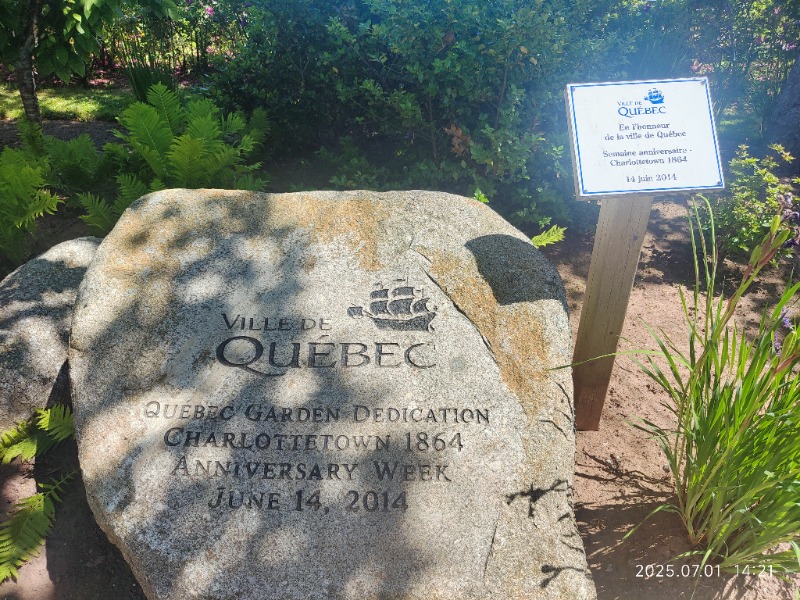 VILLE DE
QUÉBEC
QUÉBEC GARDEN DEDICATION
CHARLOTTETOWN 1864
ANNIVERSARY WEEK
JUNE 14, 2014
VILLE DE
QUÉBEC
En l'honneur
de la ville de Québec
Semaine anniversaire -
Charlottetown 1864
14 juin 2014
2025.07.01 14:21